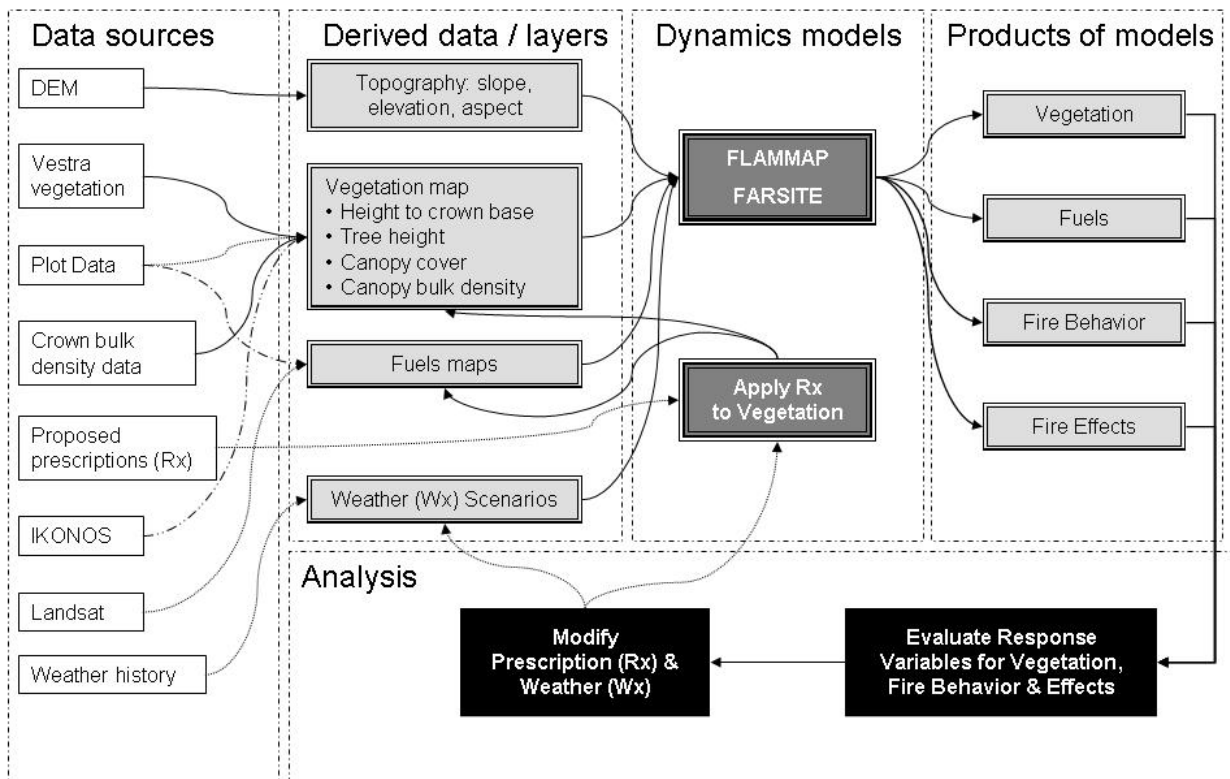 Data sources
DEM
Vestra
vegetation
Plot Data
Crown bulk
density data
Proposed
prescriptions (Rx)
IKONOS
Landsat
Weather history
Derived data / layers
Topography: slope,
elevation, aspect
Vegetation map
• Height to crown base
• Tree height
• Canopy cover
• Canopy bulk density
Fuels maps
Weather (Wx) Scenarios
Dynamics models
FLAMMAP
FARSITE
Apply Rx
to Vegetation
Products of models
Vegetation
Fuels
Fire Behavior
Fire Effects
Analysis
Modify
Prescription (Rx) &
Weather (Wx)
Evaluate Response
Variables for Vegetation,
Fire Behavior & Effects